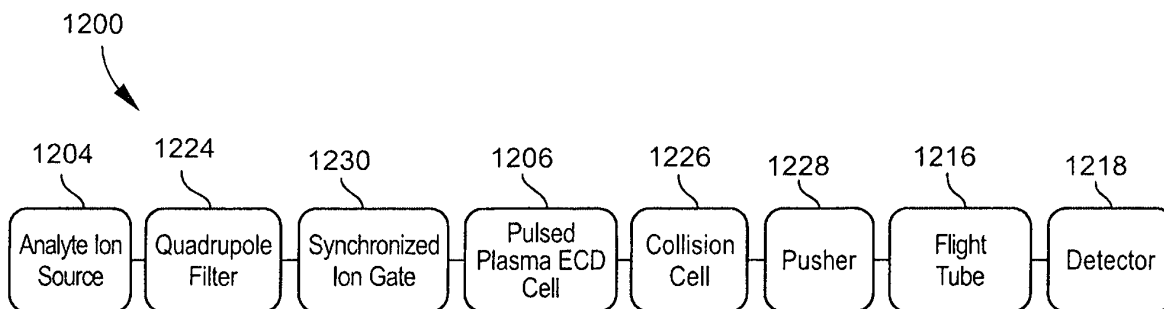 1200
1204
1224
1230
1206
1226
1228
1216
1218
Analyte Ion
Source
Quadrupole
Filter
Synchronized
Ion Gate
Pulsed
Plasma ECD
Cell
Collision
Cell
Pusher
Flight
Tube
Detector